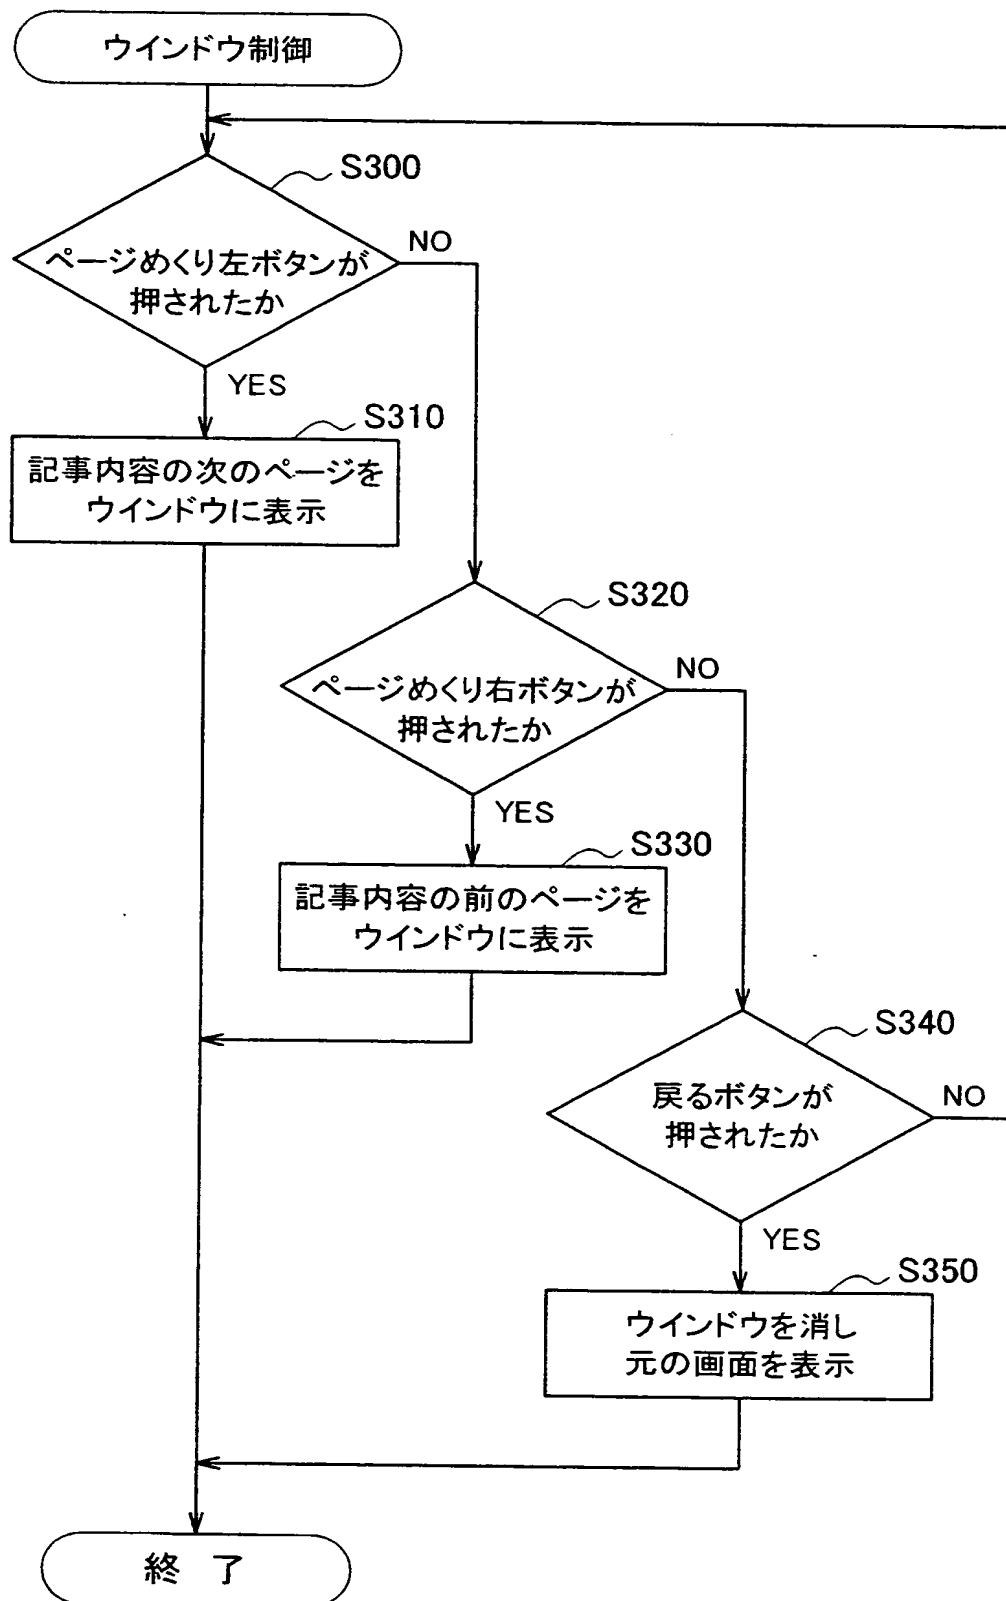 ウインドウ制御
S300
ページめくり左ボタンが
押されたか
NO
YES
S310
記事内容の次のページを
ウインドウに表示
S320
ページめくり右ボタンが
押されたか
NO
YES
S330
記事内容の前のページを
ウインドウに表示
S340
戻るボタンが
押されたか
NO
YES
S350
ウインドウを消し
元の画面を表示
終 了